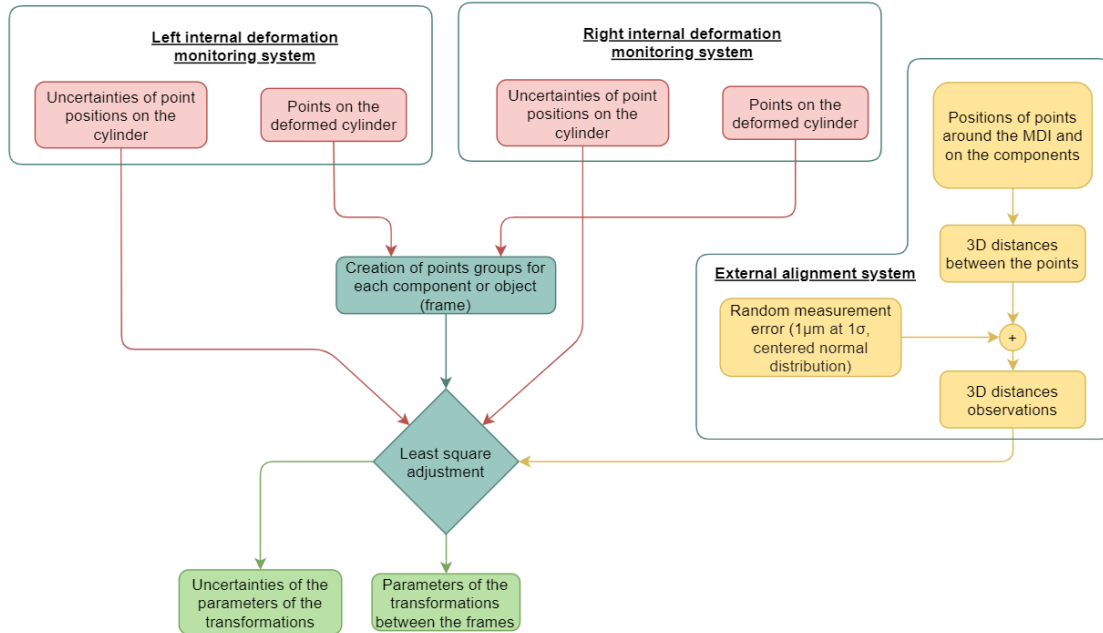 Left internal deformation
monitoring system
Uncertainties of point
positions on the
cylinder
Points on the
deformed cylinder
Right internal deformation
monitoring system
Uncertainties of point
positions on the
cylinder
Points on the
deformed cylinder
Positions of points
around the MDI and
on the components
3D distances
between the points
External alignment system
Random measurement
error (1µm at 1σ,
centered normal
distribution)
+
3D distances
observations
Creation of points groups for
each component or object
(frame)
Least square
adjustment
Uncertainties of the
parameters of the
transformations
Parameters of the
transformations
between the frames